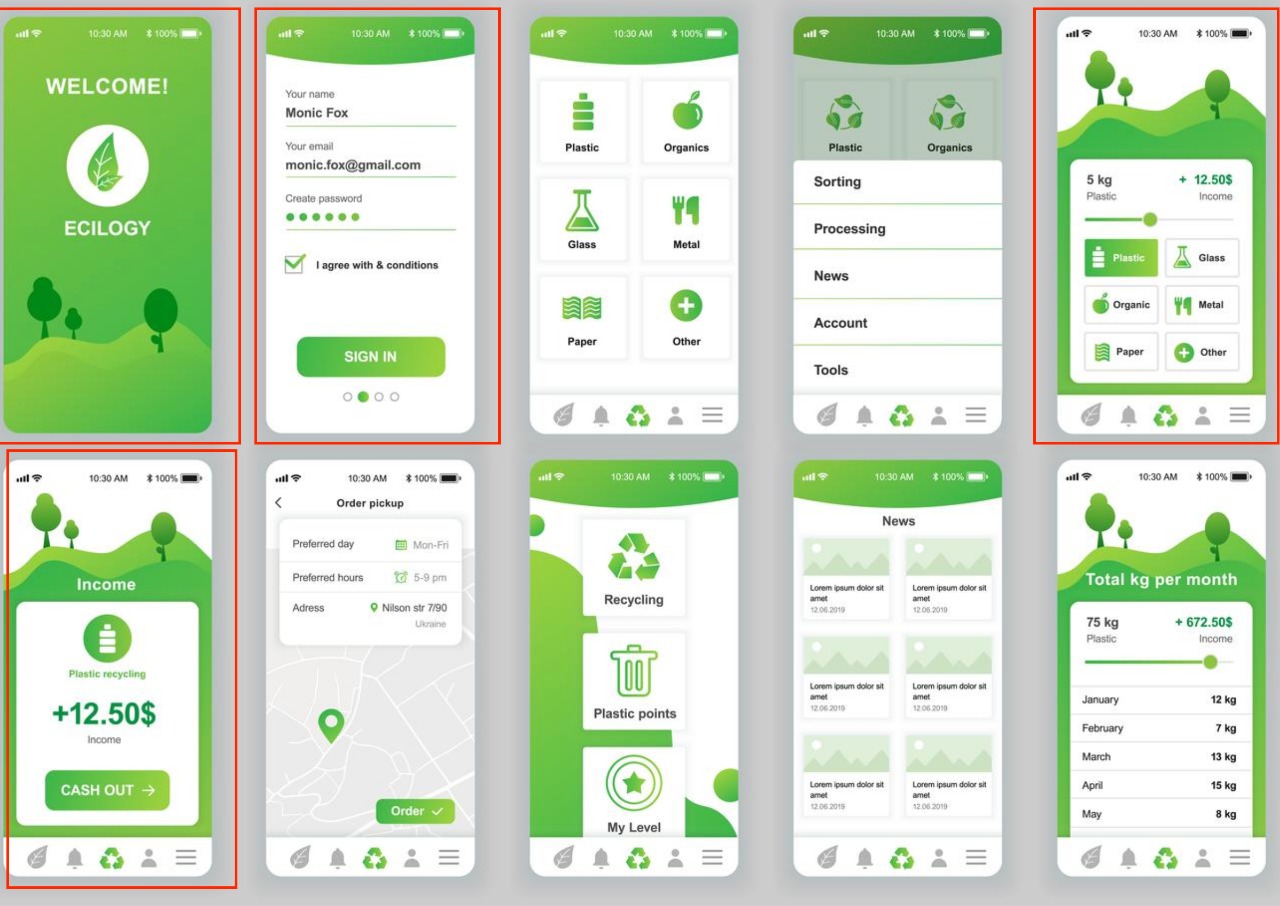 10:30 AM 100%
WELCOME!
ECILOGY
10:30 AM 100%
Your name
Monic Fox
Your email
monic.fox@gmail.com
Create password
I agree with & conditions
SIGN IN
10:30 AM 100%
Plastic Organics
Glass Metal
Paper Other
10:30 AM 100%
Plastic Organics
Sorting
Processing
News
Account
Tools
10:30 AM 100%
5 kg + 12.50$
Plastic Income
Plastic Glass
Organic Metal
Paper Other
10:30 AM 100%
Income
Plastic recycling
+12.50$
Income
CASH OUT →
10:30 AM 100%
Order pickup
Preferred day Mon-Fri
Preferred hours 5-9 pm
Adress Nilson str 7/90
Ukraine
Order
10:30 AM 100%
Recycling
Plastic points
My Level
10:30 AM 100%
News
Lorem ipsum dolor sit Lorem ipsum dolor sit
amet amet
12.06.2019 12.06.2019
Lorem ipsum dolor sit Lorem ipsum dolor sit
amet amet
12.06.2019 12.06.2019
Lorem ipsum dolor sit Lorem ipsum dolor sit
amet amet
12.06.2019 12.06.2019
10:30 AM 100%
Total kg per month
75 kg + 672.50$
Plastic Income
January 12 kg
February 7 kg
March 13 kg
April 15 kg
May 8 kg